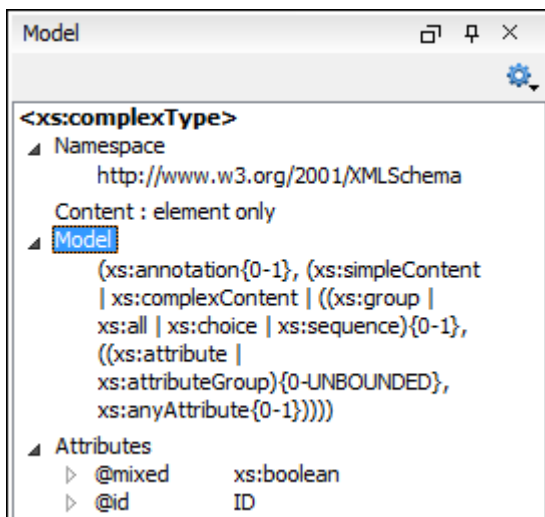 Model
<xs:complexType>
Namespace
http://www.w3.org/2001/XMLSchema
Content : element only
Model
(xs:annotation{0-1}, (xs:simpleContent
| xs:complexContent | ((xs:group |
xs:all | xs:choice | xs:sequence){0-1},
((xs:attribute |
xs:attributeGroup){0-UNBOUNDED},
xs:anyAttribute{0-1}))))
Attributes
@mixed xs:boolean
@id ID